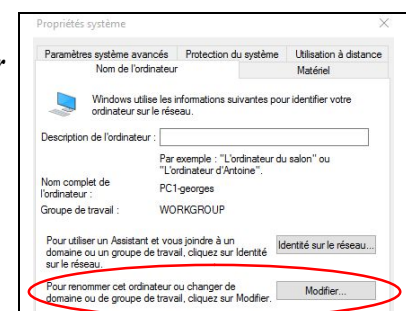 r
Propriétés système
Paramètres système avancés Protection du système Utilisation à distance
Nom de l'ordinateur Matériel
Windows utilise les informations suivantes pour identifier votre
ordinateur sur le réseau.
Description de l'ordinateur :
Par exemple : "L'ordinateur du salon" ou
"L'ordinateur d'Antoine".
Nom complet de
l'ordinateur :
PC1-georges
Groupe de travail : WORKGROUP
Pour utiliser un Assistant et vous joindre à un
domaine ou un groupe de travail, cliquez sur Identité
sur le réseau.
Identité sur le réseau...
Pour renommer cet ordinateur ou changer de
domaine ou de groupe de travail, cliquez sur Modifier.
Modifier...